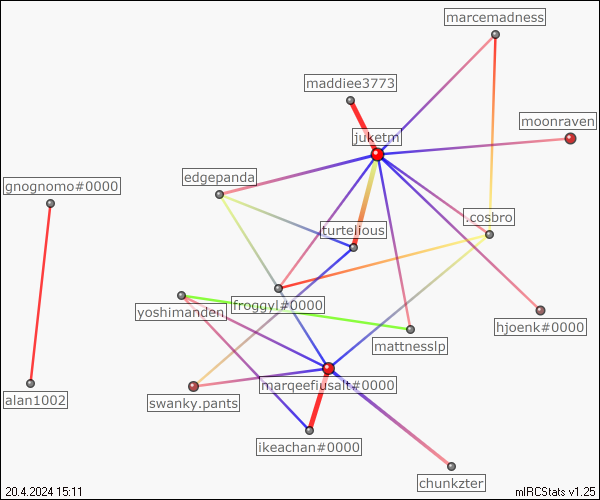 marcemadness
maddiee3773
moonraven
juketm
edgepanda
gnognomo#0000
.cosbro
turtelious
froggyl#0000
yoshimanden
hjoenk#0000
mattnesslp
marqeefiusalt#0000
alan1002
swanky.pants
ikeachan#0000
chunkzter
20.4.2024 15:11
mIRCStats v1.25